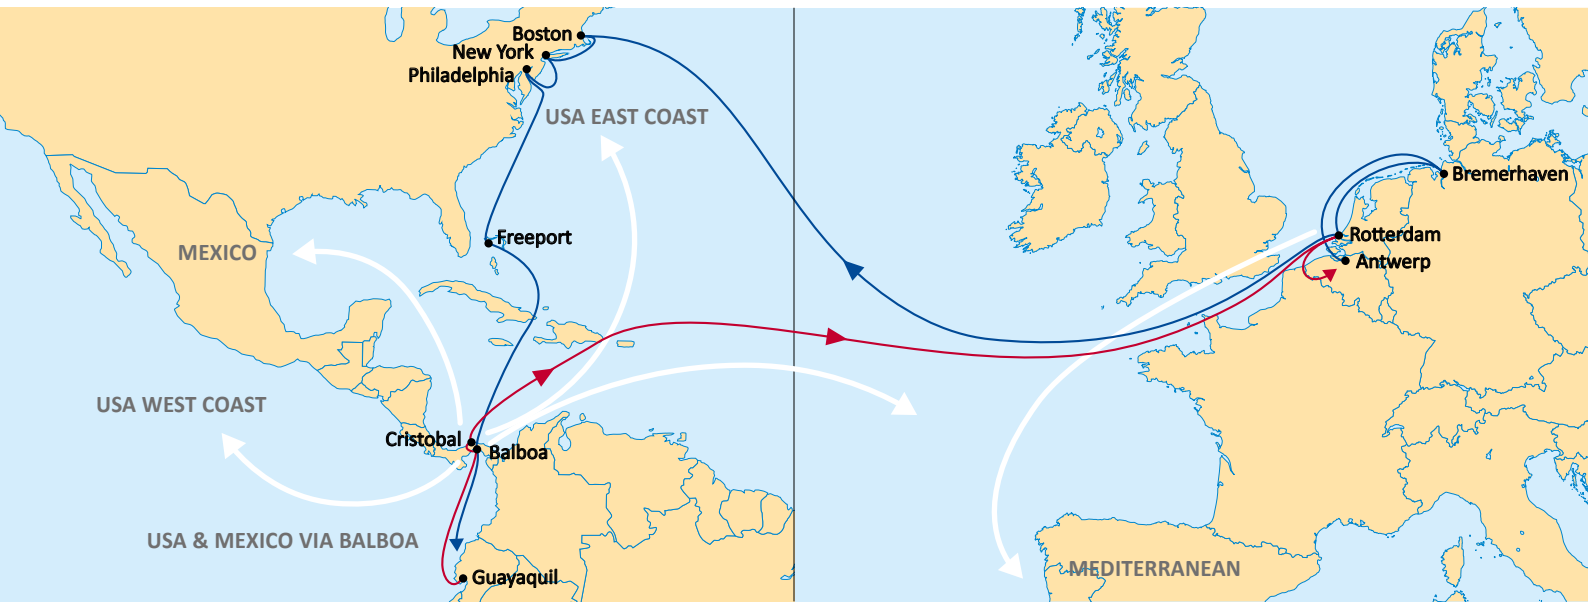 Boston
New York
Philadelphia
USA EAST COAST
Bremerhaven
Freeport
Rotterdam
MEXICO
Antwerp
USA WEST COAST
Cristobal
Balboa
USA & MEXICO VIA BALBOA
MEDITERRANEAN
Guayaquil